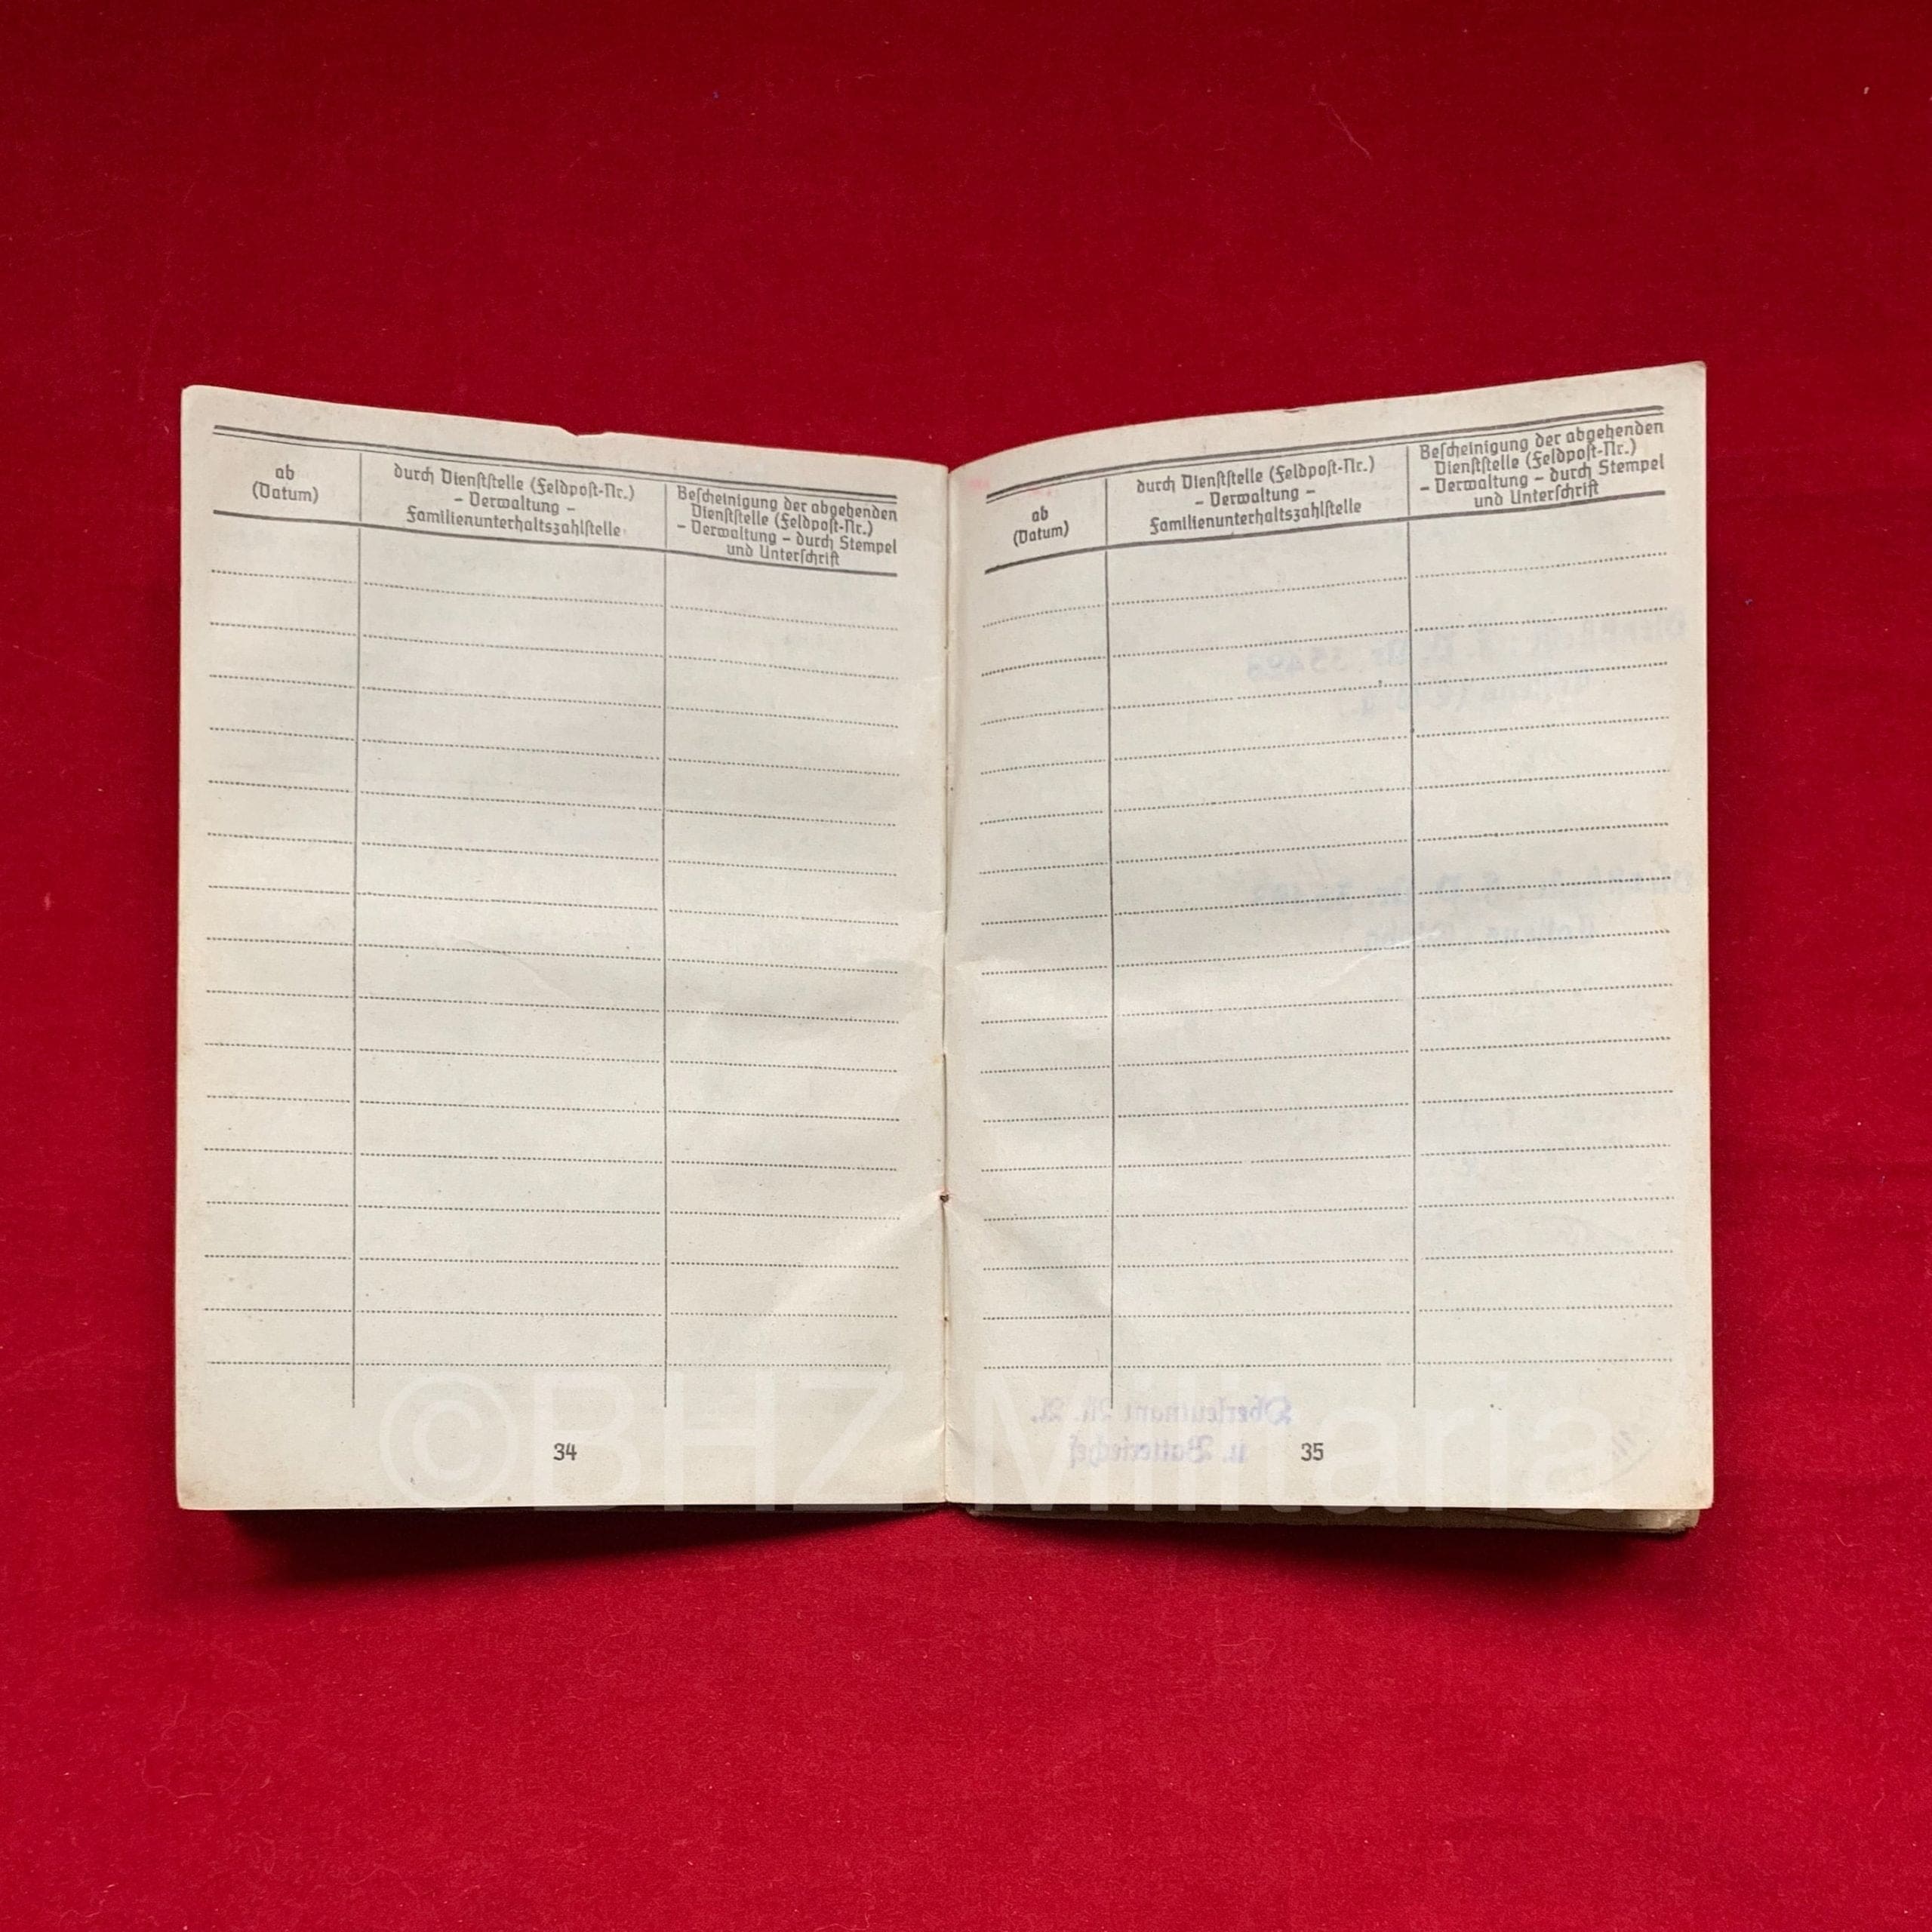 ab
(Datum)
durch Dienſtſtelle (Feldpoſt-Nr.)
– Verwaltung –
Familienunterhaltszahlſtelle
Beſcheinigung der abgehenden
Dienſtſtelle (Feldpoſt-Nr.)
– Verwaltung – durch Stempel
und Unterſchrift
34
ab
(Datum)
durch Dienſtſtelle (Feldpoſt-Nr.)
– Verwaltung –
Familienunterhaltszahlſtelle
Beſcheinigung der abgehenden
Dienſtſtelle (Feldpoſt-Nr.)
– Verwaltung – durch Stempel
und Unterſchrift
Oberleutnant M. A.
u. Batteriechef
35
©BHZ Militaria